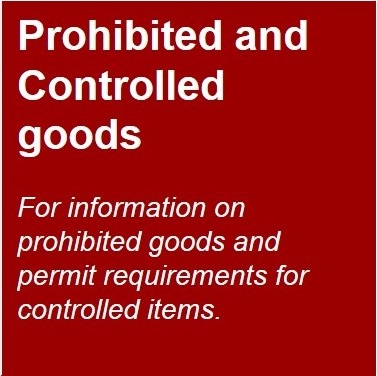 Prohibited and
Controlled
goods
For information on
prohibited goods and
permit requirements for
controlled items.